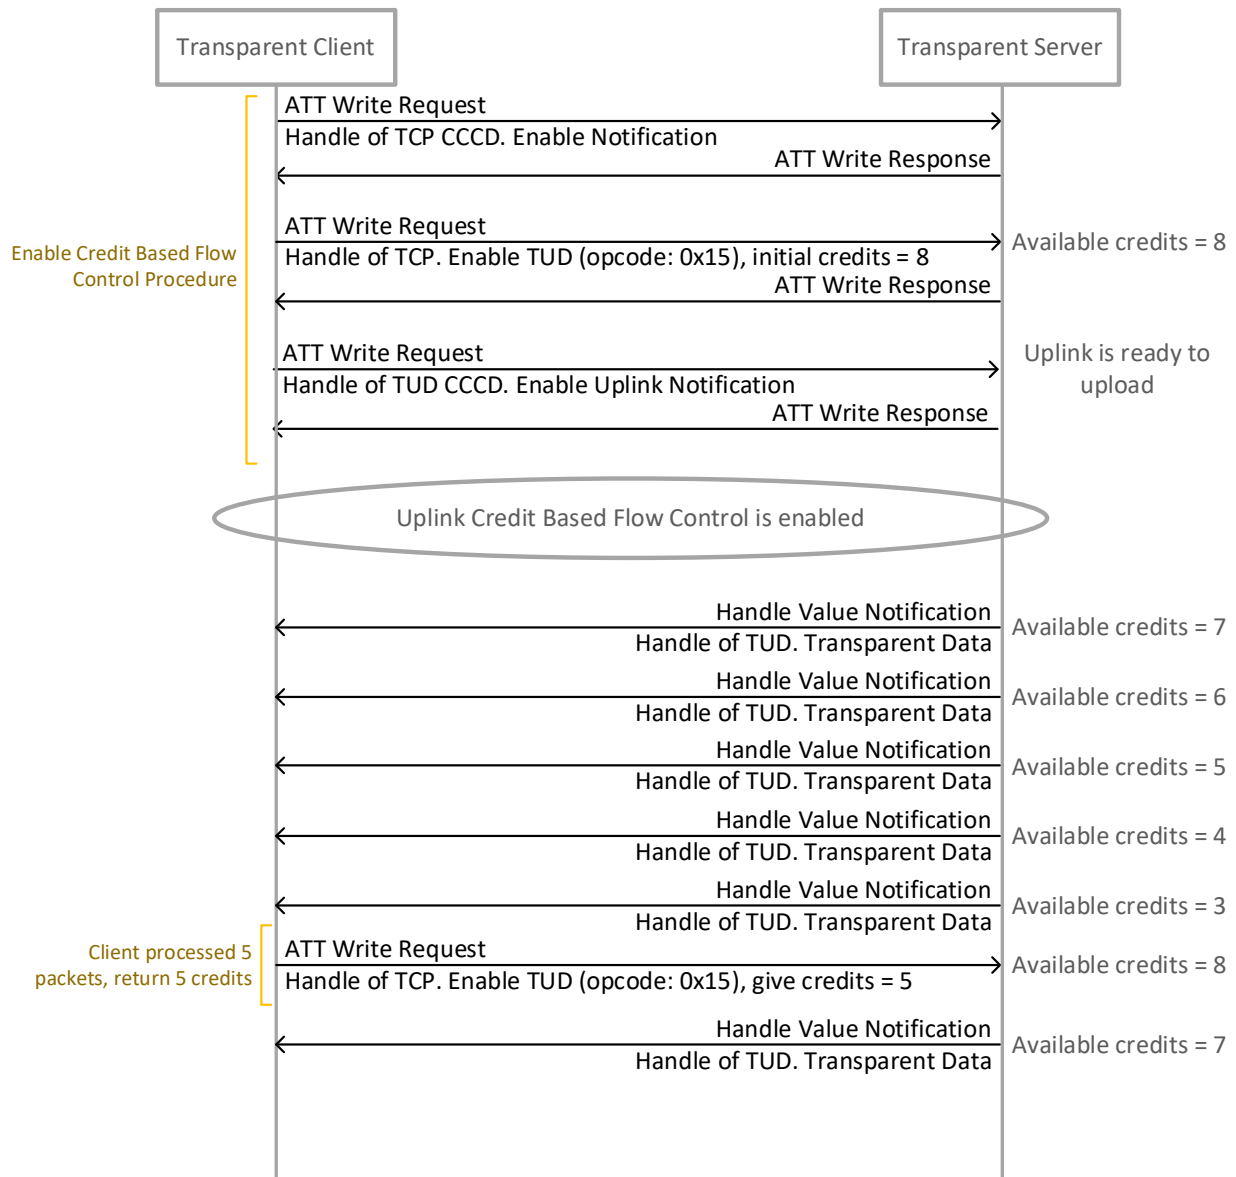 Transparent Client
Transparent Server
ATT Write Request
Handle of TCP CCCD. Enable Notification
ATT Write Response
Enable Credit Based Flow
Control Procedure
ATT Write Request
Handle of TCP. Enable TUD (opcode: 0x15), initial credits = 8
Available credits = 8
ATT Write Response
ATT Write Request
Handle of TUD CCCD. Enable Uplink Notification
Uplink is ready to
upload
ATT Write Response
Uplink Credit Based Flow Control is enabled
Handle Value Notification
Handle of TUD. Transparent Data
Available credits = 7
Handle Value Notification
Handle of TUD. Transparent Data
Available credits = 6
Handle Value Notification
Handle of TUD. Transparent Data
Available credits = 5
Handle Value Notification
Handle of TUD. Transparent Data
Available credits = 4
Handle Value Notification
Handle of TUD. Transparent Data
Available credits = 3
Client processed 5
packets, return 5 credits
ATT Write Request
Handle of TCP. Enable TUD (opcode: 0x15), give credits = 5
Available credits = 8
Handle Value Notification
Handle of TUD. Transparent Data
Available credits = 7